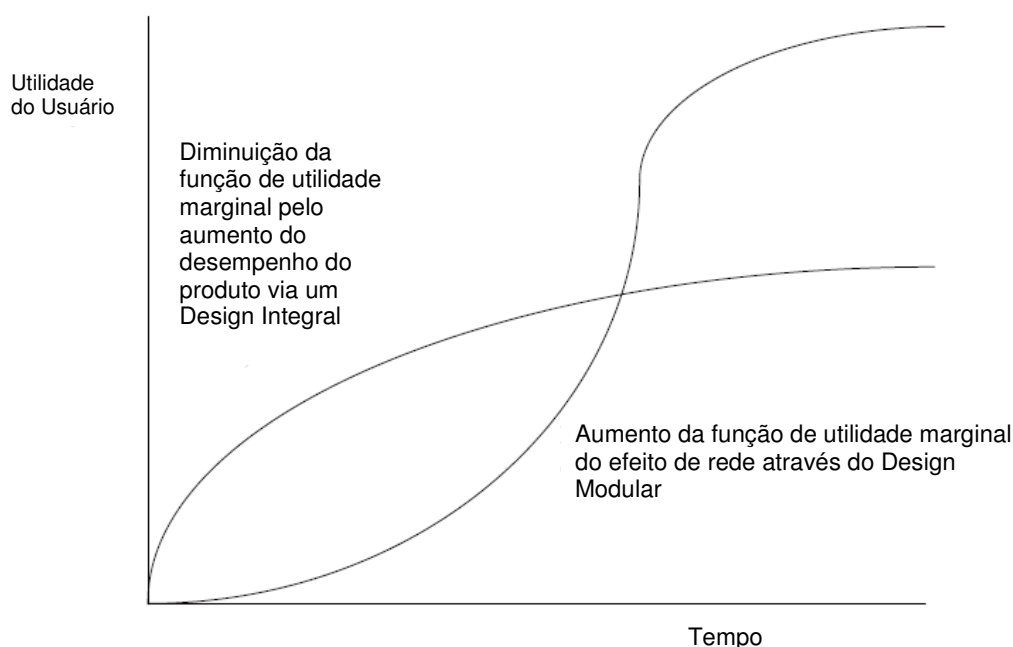 Utilidade
do Usuário
Diminuição da
função de utilidade
marginal pelo
aumento do
desempenho do
produto via um
Design Integral
Aumento da função de utilidade marginal
do efeito de rede através do Design
Modular
Tempo